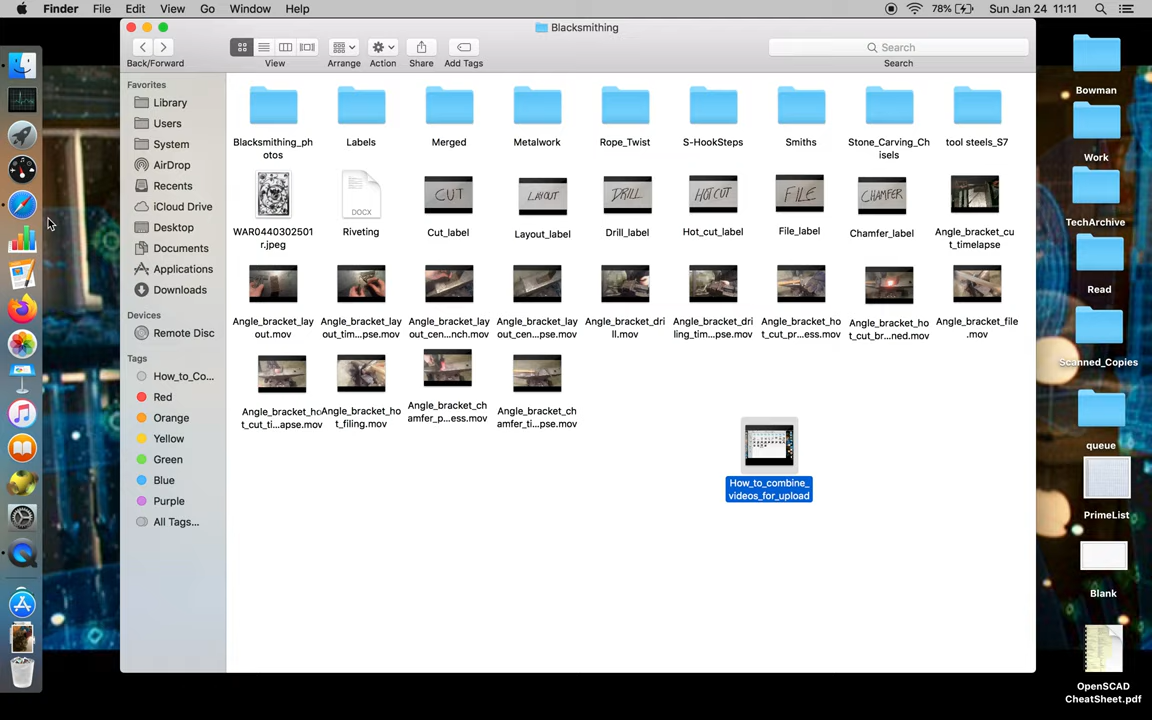 Finder File Edit View Go Window Help 78% Sun Jan 24 11:11
Blacksmithing
Search
Back/Forward View Arrange Action Share Add Tags Search
Favorites
Library
Users
System
AirDrop
Recents
iCloud Drive
Desktop
Documents
Applications
Downloads
Devices
Remote Disc
Tags
How_to_Co...
Red
Orange
Yellow
Green
Blue
Purple
All Tags...
Blacksmithing_ph
otos
Labels
Merged
Metalwork
Rope_Twist
S-HookSteps
Smiths
Stone_Carving_Ch
isels
tool steels_S7
WAR0440302501
r.jpeg
DOCX
Riveting
CUT
Cut_label
LAYOUT
Layout_label
DRILL
Drill_label
HOT CUT
Hot_cut_label
FILE
File_label
CHAMFER
Chamfer_label
Angle_bracket_cu
t_timelapse
Angle_bracket_lay
out.mov
Angle_bracket_lay
out_tim...pse.mov
Angle_bracket_lay
out_cen...nch.mov
Angle_bracket_lay
out_cen...pse.mov
Angle_bracket_dri
ll.mov
Angle_bracket_dri
ling_tim...pse.mov
Angle_bracket_ho
t_cut_pr...ess.mov
Angle_bracket_ho
t_cut_br...ned.mov
Angle_bracket_file
.mov
Angle_bracket_ho
t_cut_ti...apse.mov
Angle_bracket_ho
t_filing.mov
Angle_bracket_ch
amfer_p...ess.mov
Angle_bracket_ch
amfer_ti...pse.mov
How_to_combine_
videos_for_upload
Bowman
Work
TechArchive
Read
Scanned_Copies
queue
PrimeList
Blank
OpenSCAD
CheatSheet.pdf